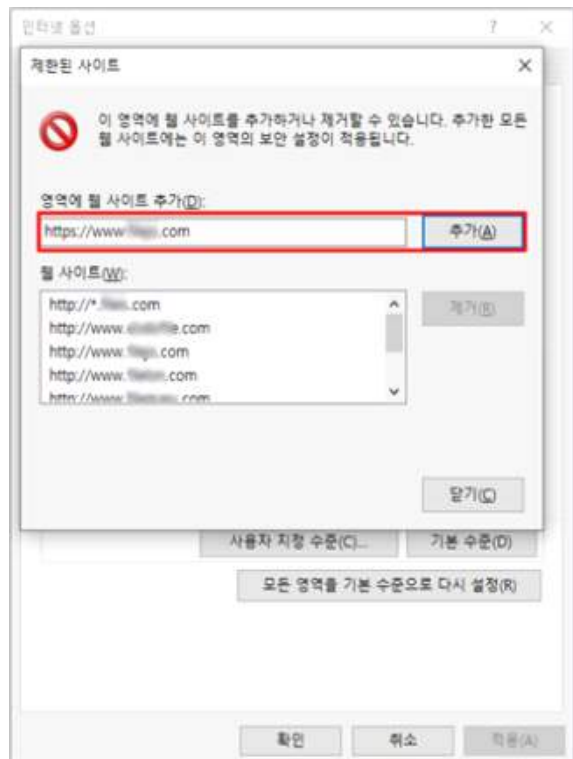 인터넷 옵션
제한된 사이트
이 영역에 웹 사이트를 추가하거나 제거할 수 있습니다. 추가한 모든
웹 사이트에는 이 영역의 보안 설정이 적용됩니다.
영역에 웹 사이트 추가(D):
https://www .com 추가(A)
웹 사이트(W):
http://*. .com 제거(R)
http://www. .com
http://www. .com
http://www. .com
http://www. .com
닫기(C)
사용자 지정 수준(C)... 기본 수준(D)
모든 영역을 기본 수준으로 다시 설정(R)
확인 취소 적용(A)